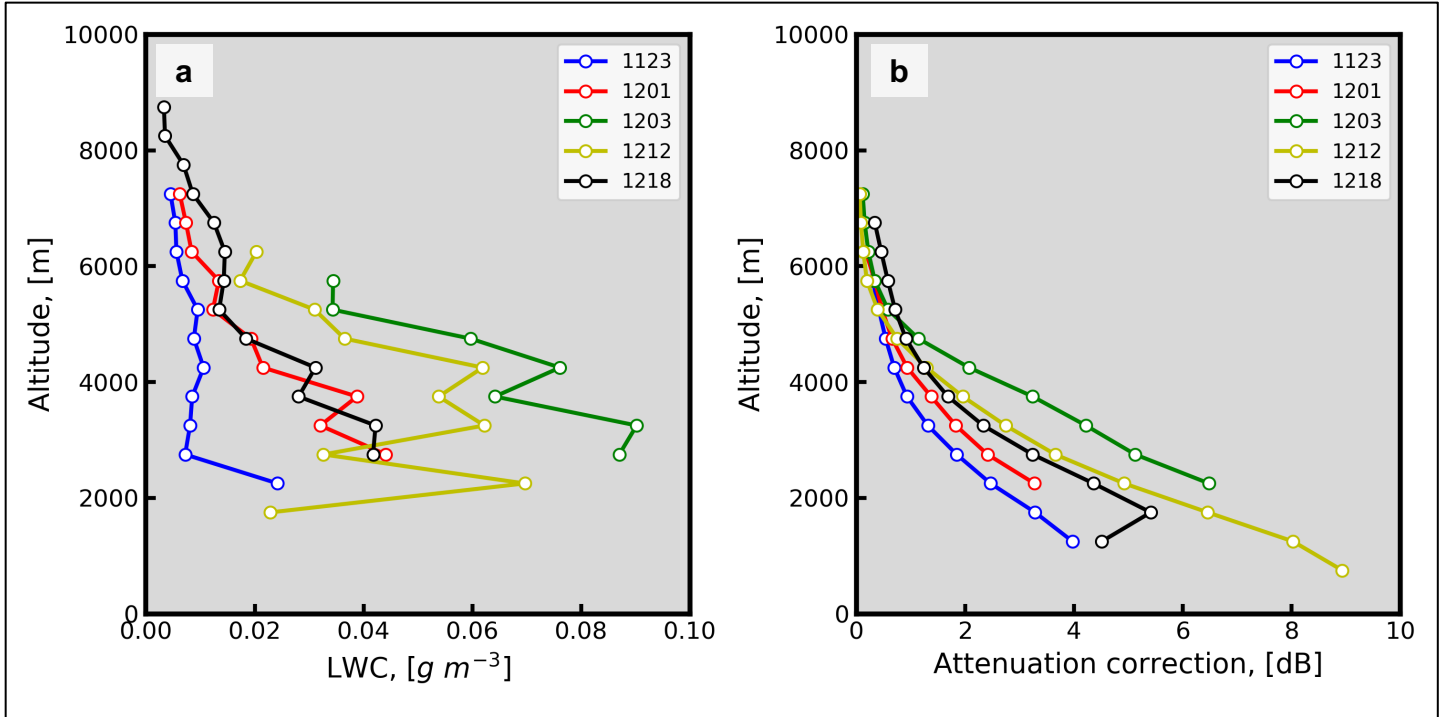 a
1123
1201
1203
1212
1218
10000
8000
6000
4000
2000
0
0.00 0.02 0.04 0.06 0.08 0.10
Altitude, [m]
LWC, [g m⁻³]
b
1123
1201
1203
1212
1218
10000
8000
6000
4000
2000
0
0 2 4 6 8 10
Altitude, [m]
Attenuation correction, [dB]